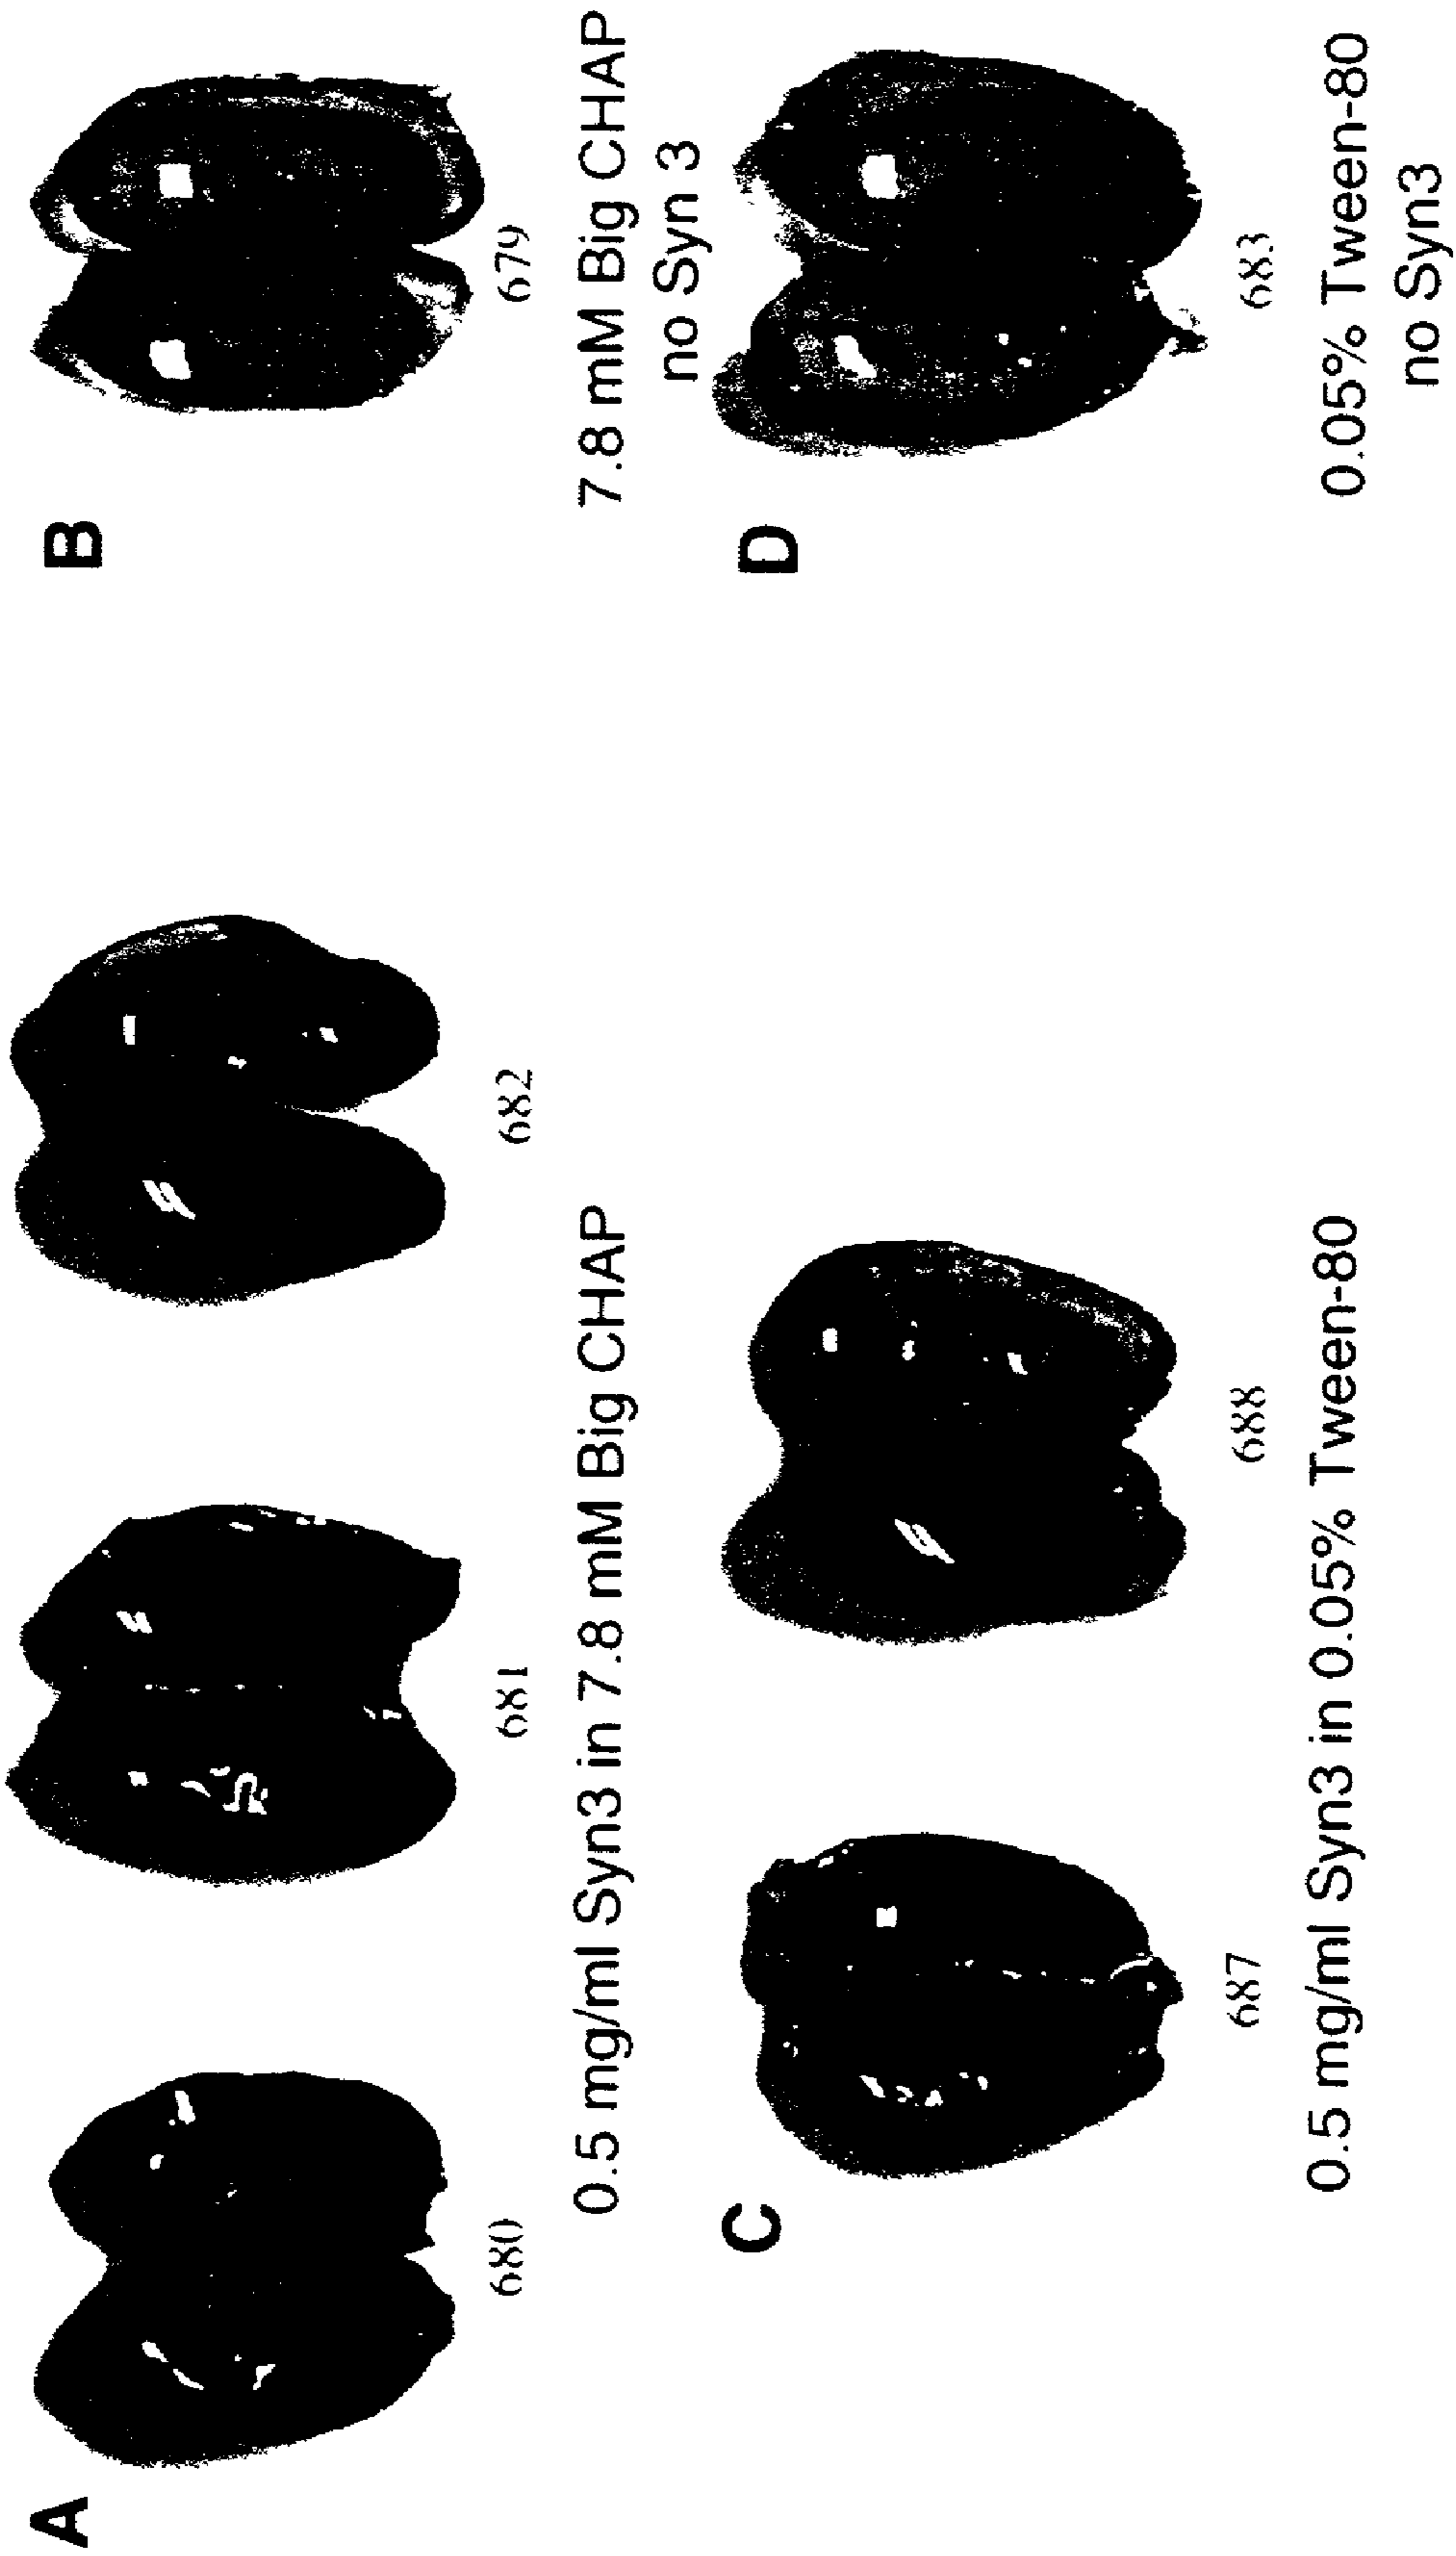 A
680
681
682
0.5 mg/ml Syn3 in 7.8 mM Big CHAP
B
679
7.8 mM Big CHAP
no Syn 3
C
687
688
0.5 mg/ml Syn3 in 0.05% Tween-80
D
683
0.05% Tween-80
no Syn3